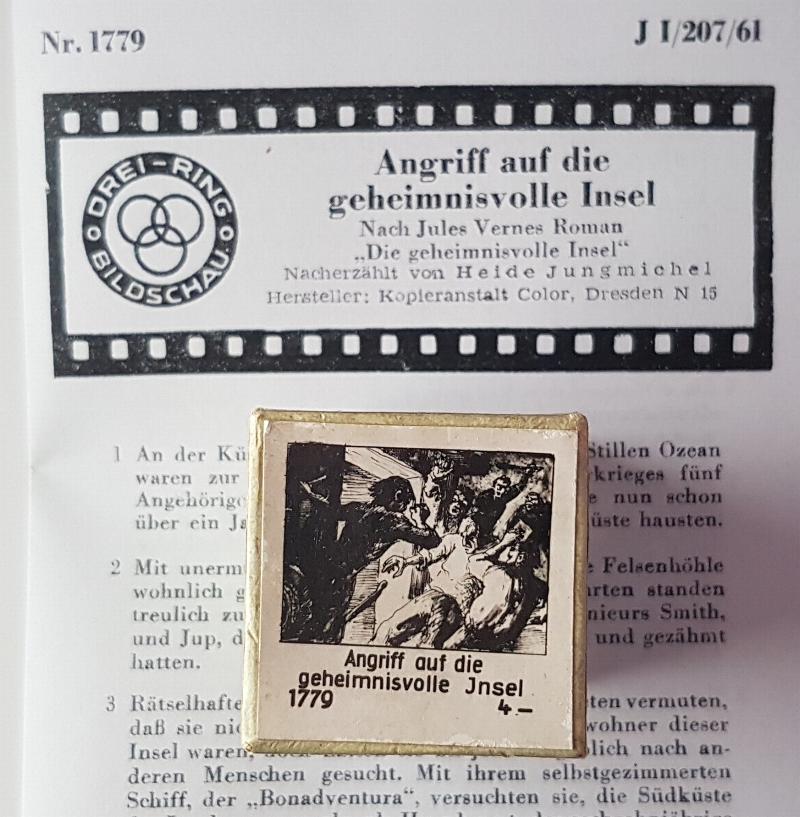 Nr. 1779
J I/207/61
DREI-RING
BILDSCHAU
Angriff auf die
geheimnisvolle Insel
Nach Jules Vernes Roman
„Die geheimnisvolle Insel“
Nacherzählt von Heide Jungmichel
Hersteller: Kopieranstalt Color, Dresden N 15
1 An der Kü Stillen Ozean
waren zur krieges fünf
Angehörige nun schon
über ein Ja üste hausten.
2 Mit unerm Felsenhöhle
wohnlich g rten standen
treulich zu nieurs Smith,
und Jup, d und gezähmt
hatten.
3 Rätselhafte ten vermuten,
daß sie nic wohner dieser
Insel waren, lich nach an-
deren Menschen gesucht. Mit ihrem selbstgezimmerten
Schiff, der „Bonadventura“, versuchten sie, die Südküste
Angriff auf die
geheimnisvolle Jnsel
1779 4.—